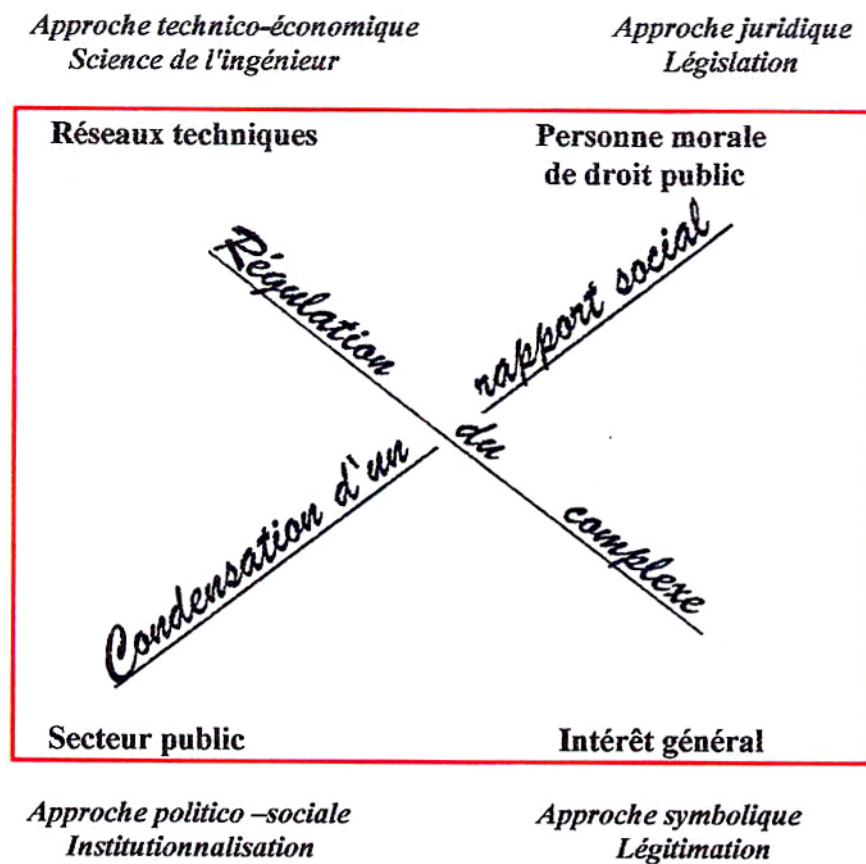 Approche technico-économique
Science de l'ingénieur
Approche juridique
Législation
Réseaux techniques
Personne morale
de droit public
Régulation du complexe
Condensation d'un rapport social
Secteur public
Intérêt général
Approche politico –sociale
Institutionnalisation
Approche symbolique
Légitimation